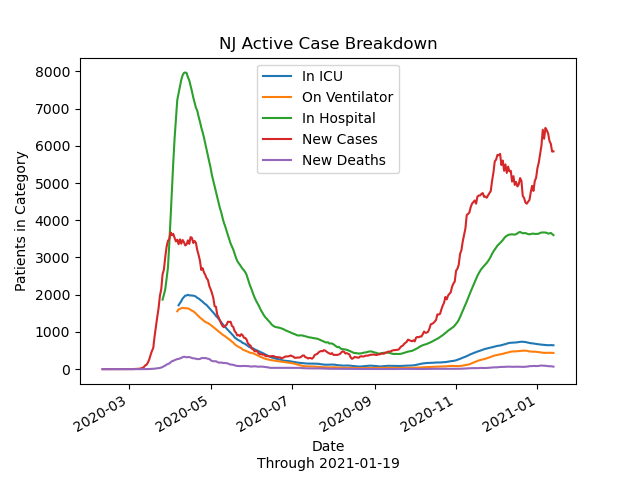 NJ Active Case Breakdown
In ICU
On Ventilator
In Hospital
New Cases
New Deaths
Patients in Category
8000
7000
6000
5000
4000
3000
2000
1000
0
2020-03
2020-05
2020-07
2020-09
2020-11
2021-01
Date
Through 2021-01-19